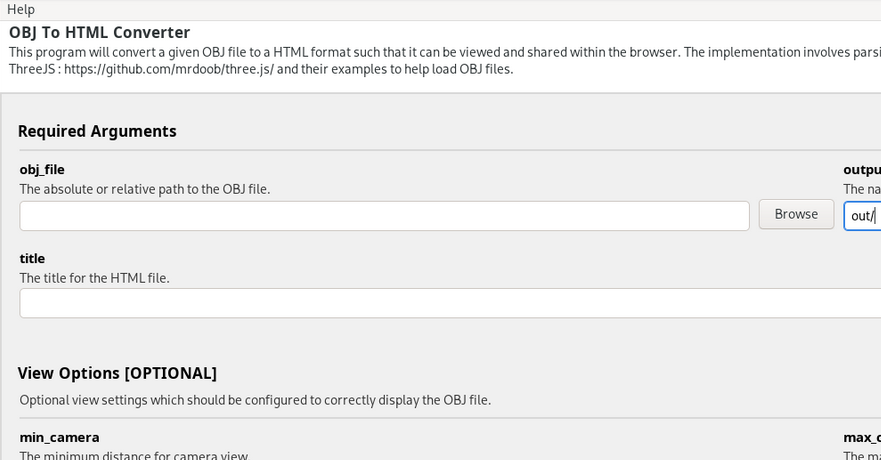 Help
OBJ To HTML Converter
This program will convert a given OBJ file to a HTML format such that it can be viewed and shared within the browser. The implementation involves parsi
ThreeJS : https://github.com/mrdoob/three.js/ and their examples to help load OBJ files.
Required Arguments
obj_file outpu
The absolute or relative path to the OBJ file. The na
Browse out/
title
The title for the HTML file.
View Options [OPTIONAL]
Optional view settings which should be configured to correctly display the OBJ file.
min_camera max_c
The minimum distance for camera view. The ma